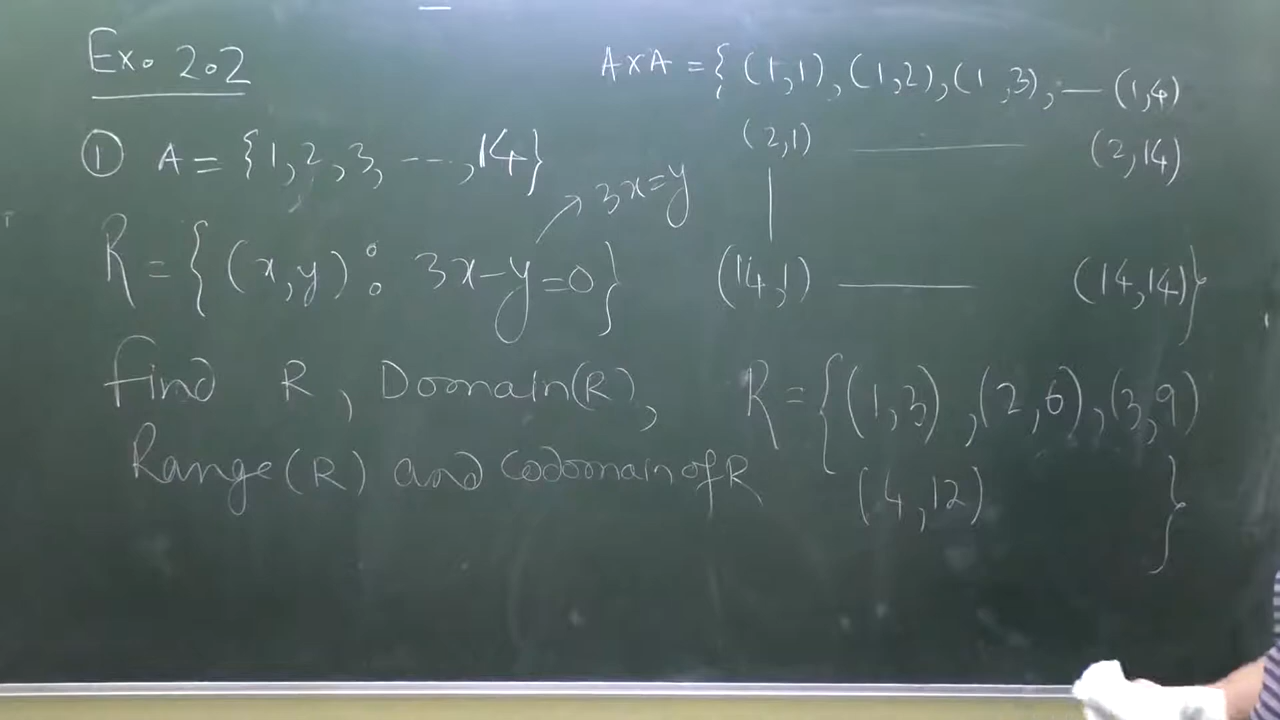 Ex. 2.2
① A = {1, 2, 3, ---, 14}
R = {(x,y) : 3x-y=0}
→ 3x=y
find R, Domain(R),
Range(R) and Codomain of R
A×A = { (1,1), (1,2), (1,3), — (1,4)
(2,1) —— (2,14)
|
(14,1) —— (14,14)}
R = {(1,3), (2,6), (3,9)
(4,12) }